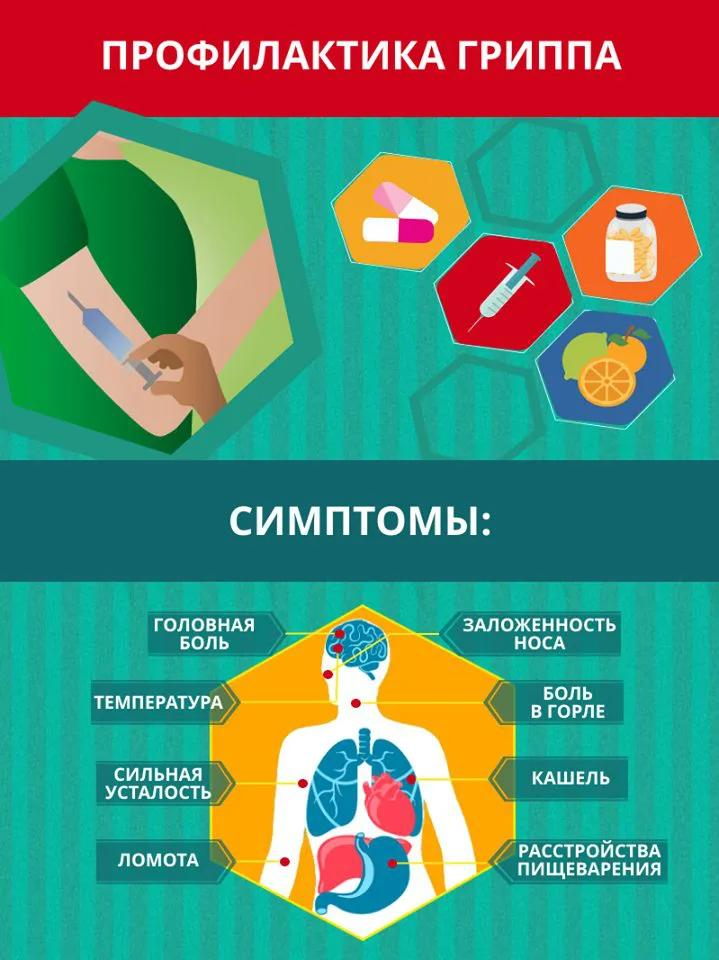 ПРОФИЛАКТИКА ГРИППА
СИМПТОМЫ:
ГОЛОВНАЯ
БОЛЬ
ЗАЛОЖЕННОСТЬ
НОСА
ТЕМПЕРАТУРА
БОЛЬ
В ГОРЛЕ
СИЛЬНАЯ
УСТАЛОСТЬ
КАШЕЛЬ
ЛОМОТА
РАССТРОЙСТВА
ПИЩЕВАРЕНИЯ